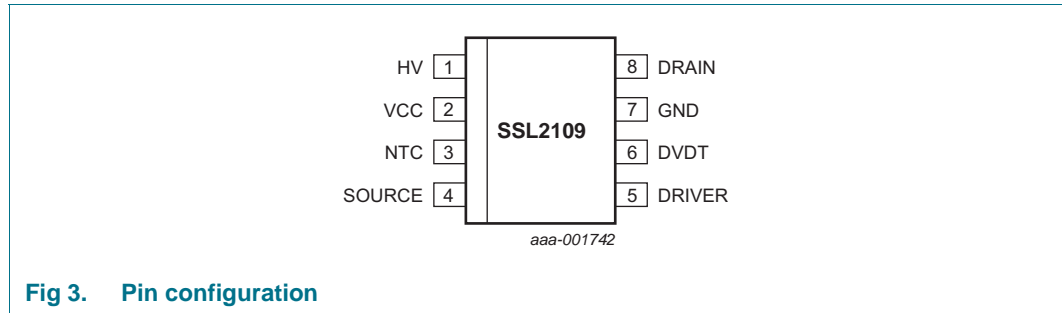 HV 1
8 DRAIN
VCC 2
7 GND
SSL2109
NTC 3
6 DVDT
SOURCE 4
5 DRIVER
aaa-001742
Fig 3. Pin configuration